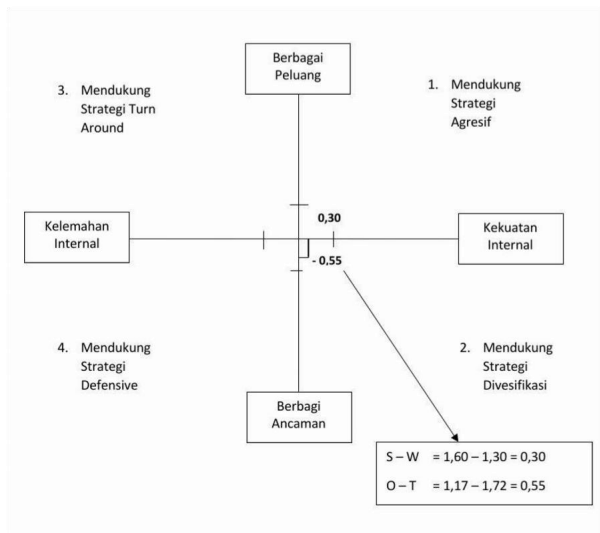 Berbagai
Peluang
3. Mendukung
Strategi Turn
Around
1. Mendukung
Strategi
Agresif
0,30
Kelemahan
Internal
Kekuatan
Internal
- 0,55
4. Mendukung
Strategi
Defensive
2. Mendukung
Strategi
Divesifikasi
Berbagi
Ancaman
S – W = 1,60 – 1,30 = 0,30
O – T = 1,17 – 1,72 = 0,55